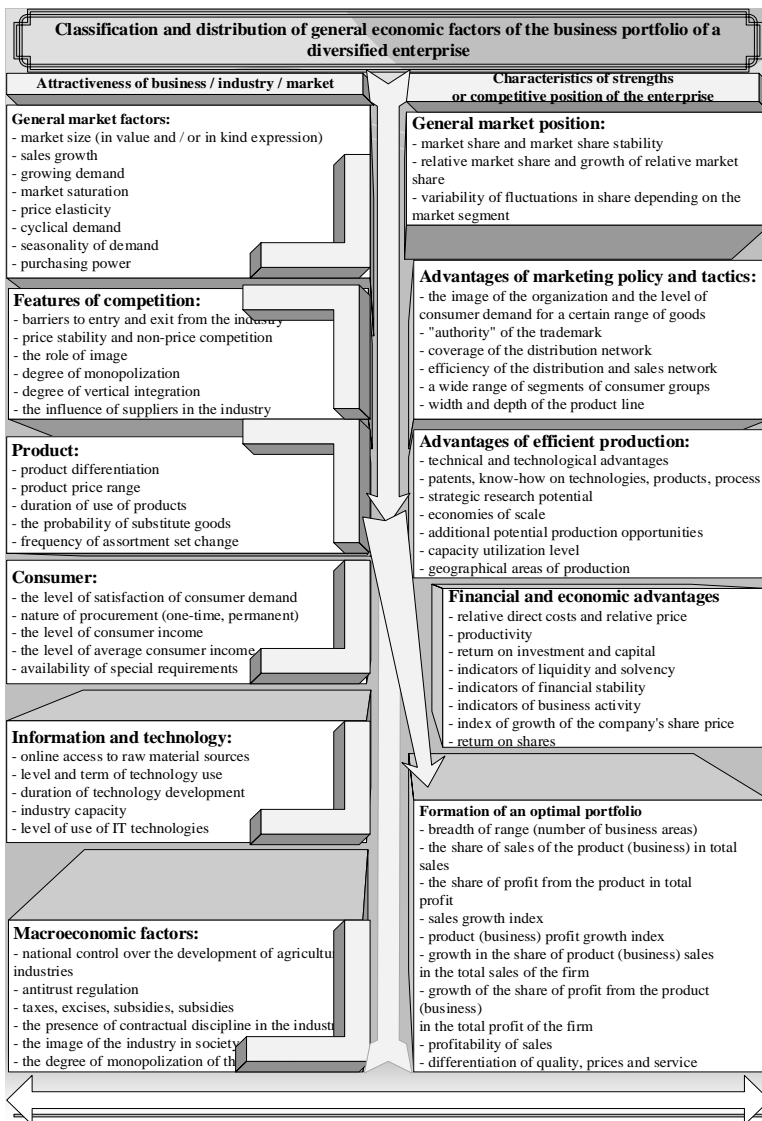 Classification and distribution of general economic factors of the business portfolio of a
diversified enterprise
Attractiveness of business / industry / market
General market factors:
- market size (in value and / or in kind expression)
- sales growth
- growing demand
- market saturation
- price elasticity
- cyclical demand
- seasonality of demand
- purchasing power
Features of competition:
- barriers to entry and exit from the industry
- price stability and non-price competition
- the role of image
- degree of monopolization
- degree of vertical integration
- the influence of suppliers in the industry
Product:
- product differentiation
- product price range
- duration of use of products
- the probability of substitute goods
- frequency of assortment set change
Consumer:
- the level of satisfaction of consumer demand
- nature of procurement (one-time, permanent)
- the level of consumer income
- the level of average consumer income
- availability of special requirements
Information and technology:
- online access to raw material sources
- level and term of technology use
- duration of technology development
- industry capacity
- level of use of IT technologies
Macroeconomic factors:
- national control over the development of
industries
- antitrust regulation
- taxes, excises, subsidies, subsidies
- the presence of contractual discipline in the
- the image of the industry in society
- the degree of monopolization of
Characteristics of strengths
or competitive position of the enterprise
General market position:
- market share and market share stability
- relative market share and growth of relative market
share
- variability of fluctuations in share depending on the
market segment
Advantages of marketing policy and tactics:
- the image of the organization and the level of
consumer demand for a certain range of goods
- "authority" of the trademark
- coverage of the distribution network
- efficiency of the distribution and sales network
- a wide range of segments of consumer groups
- width and depth of the product line
Advantages of efficient production:
- technical and technological advantages
- patents, know-how on technologies, products, process
- strategic research potential
- economies of scale
- additional potential production opportunities
- capacity utilization level
- geographical areas of production
Financial and economic advantages
- relative direct costs and relative price
- productivity
- return on investment and capital
- indicators of liquidity and solvency
- indicators of financial stability
- indicators of business activity
- index of growth of the company's share price
- return on shares
Formation of an optimal portfolio
- breadth of range (number of business areas)
- the share of sales of the product (business) in total
sales
- the share of profit from the product in total
profit
- sales growth index
- product (business) profit growth index
- growth in the share of product (business) sales
in the total sales of the firm
- growth of the share of profit from the product
(business)
in the total profit of the firm
- profitability of sales
- differentiation of quality, prices and service